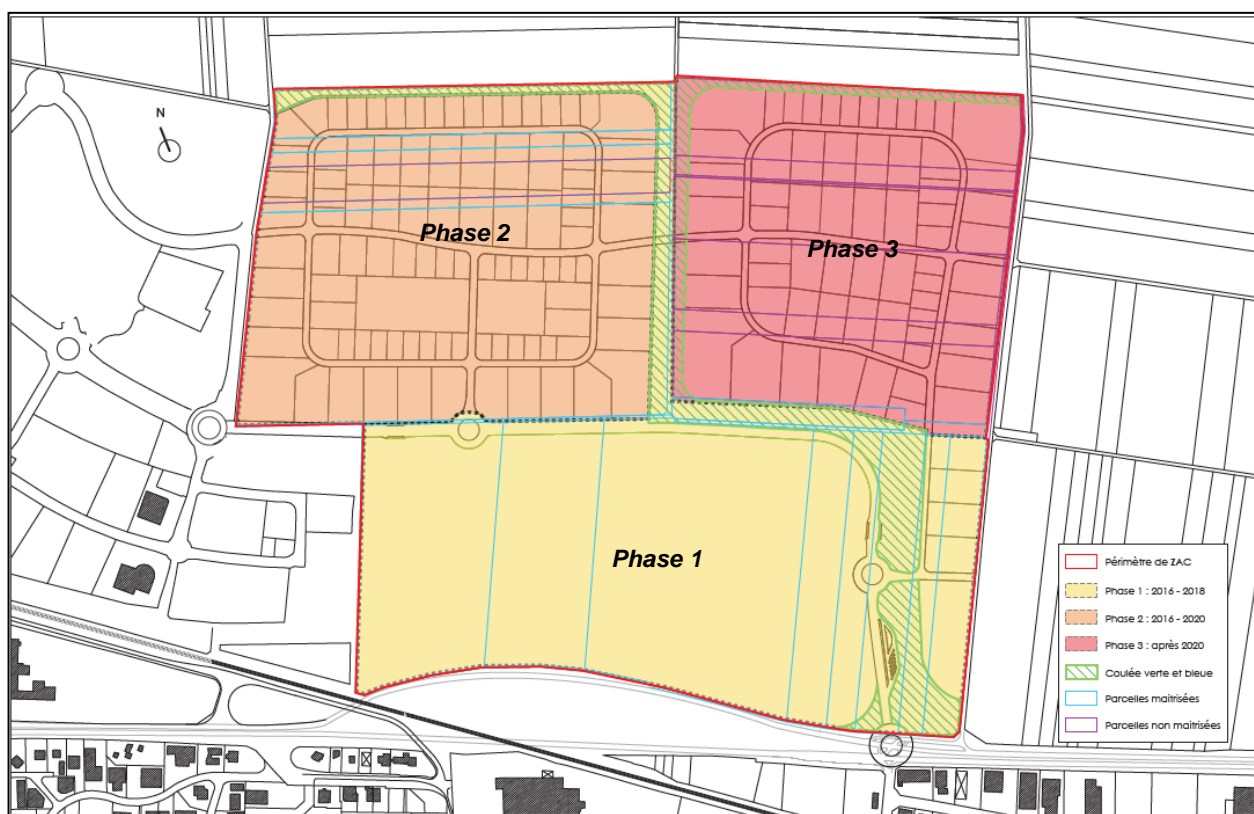 N
Phase 2
Phase 3
Phase 1
Périmètre de ZAC
Phase 1 : 2016 - 2018
Phase 2 : 2016 - 2020
Phase 3 : après 2020
Coulée verte et bleue
Parcelles maitrisées
Parcelles non maitrisées